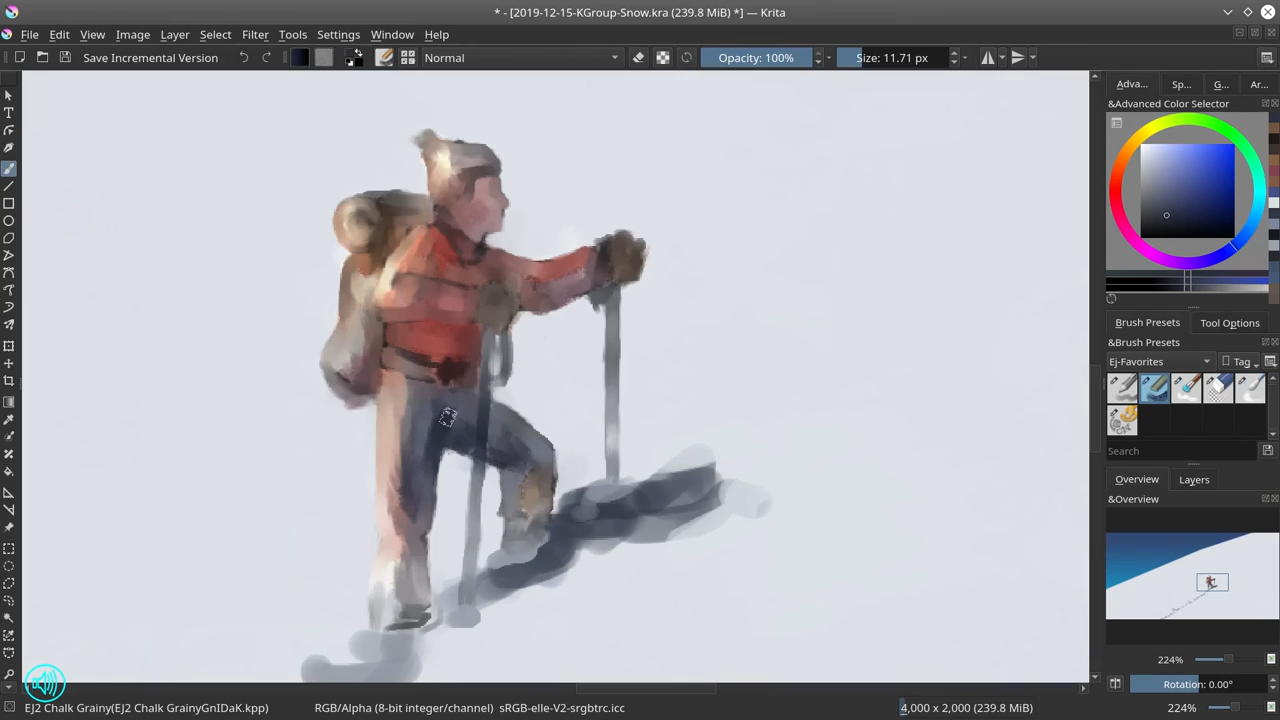 * - [2019-12-15-KGroup-Snow.kra (239.8 MiB) *] — Krita
File Edit View Image Layer Select Filter Tools Settings Window Help
Save Incremental Version Normal Opacity: 100% Size: 11.71 px
Adva... Sp... G... Ar...
&Advanced Color Selector
Brush Presets Tool Options
&Brush Presets
Ej-Favorites Tag
Search
Overview Layers
&Overview
224%
Rotation: 0.00°
EJ2 Chalk Grainy(EJ2 Chalk GrainyGnIDaK.kpp) RGB/Alpha (8-bit integer/channel) sRGB-elle-V2-srgbtrc.icc 4,000 x 2,000 (239.8 MiB) 224%